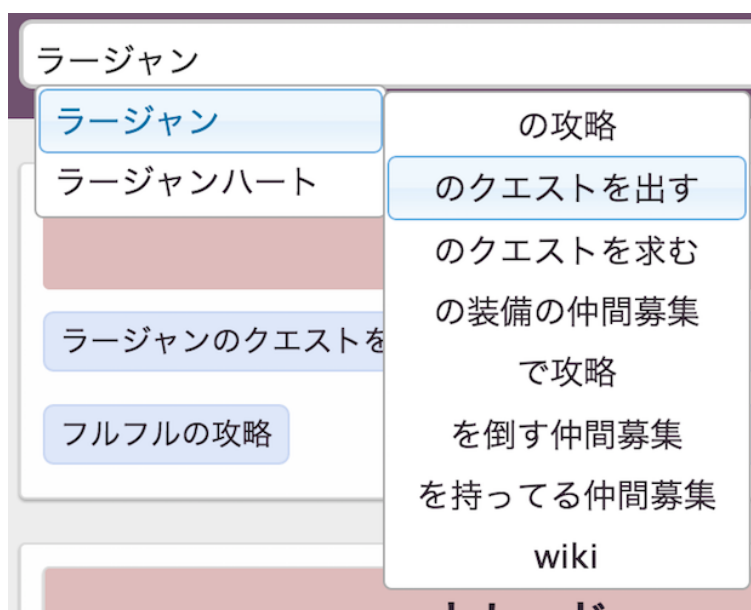 ラージャン
ラージャン
ラージャンハート
の攻略
のクエストを出す
のクエストを求む
の装備の仲間募集
で攻略
を倒す仲間募集
を持ってる仲間募集
wiki
ラージャンのクエストを
フルフルの攻略